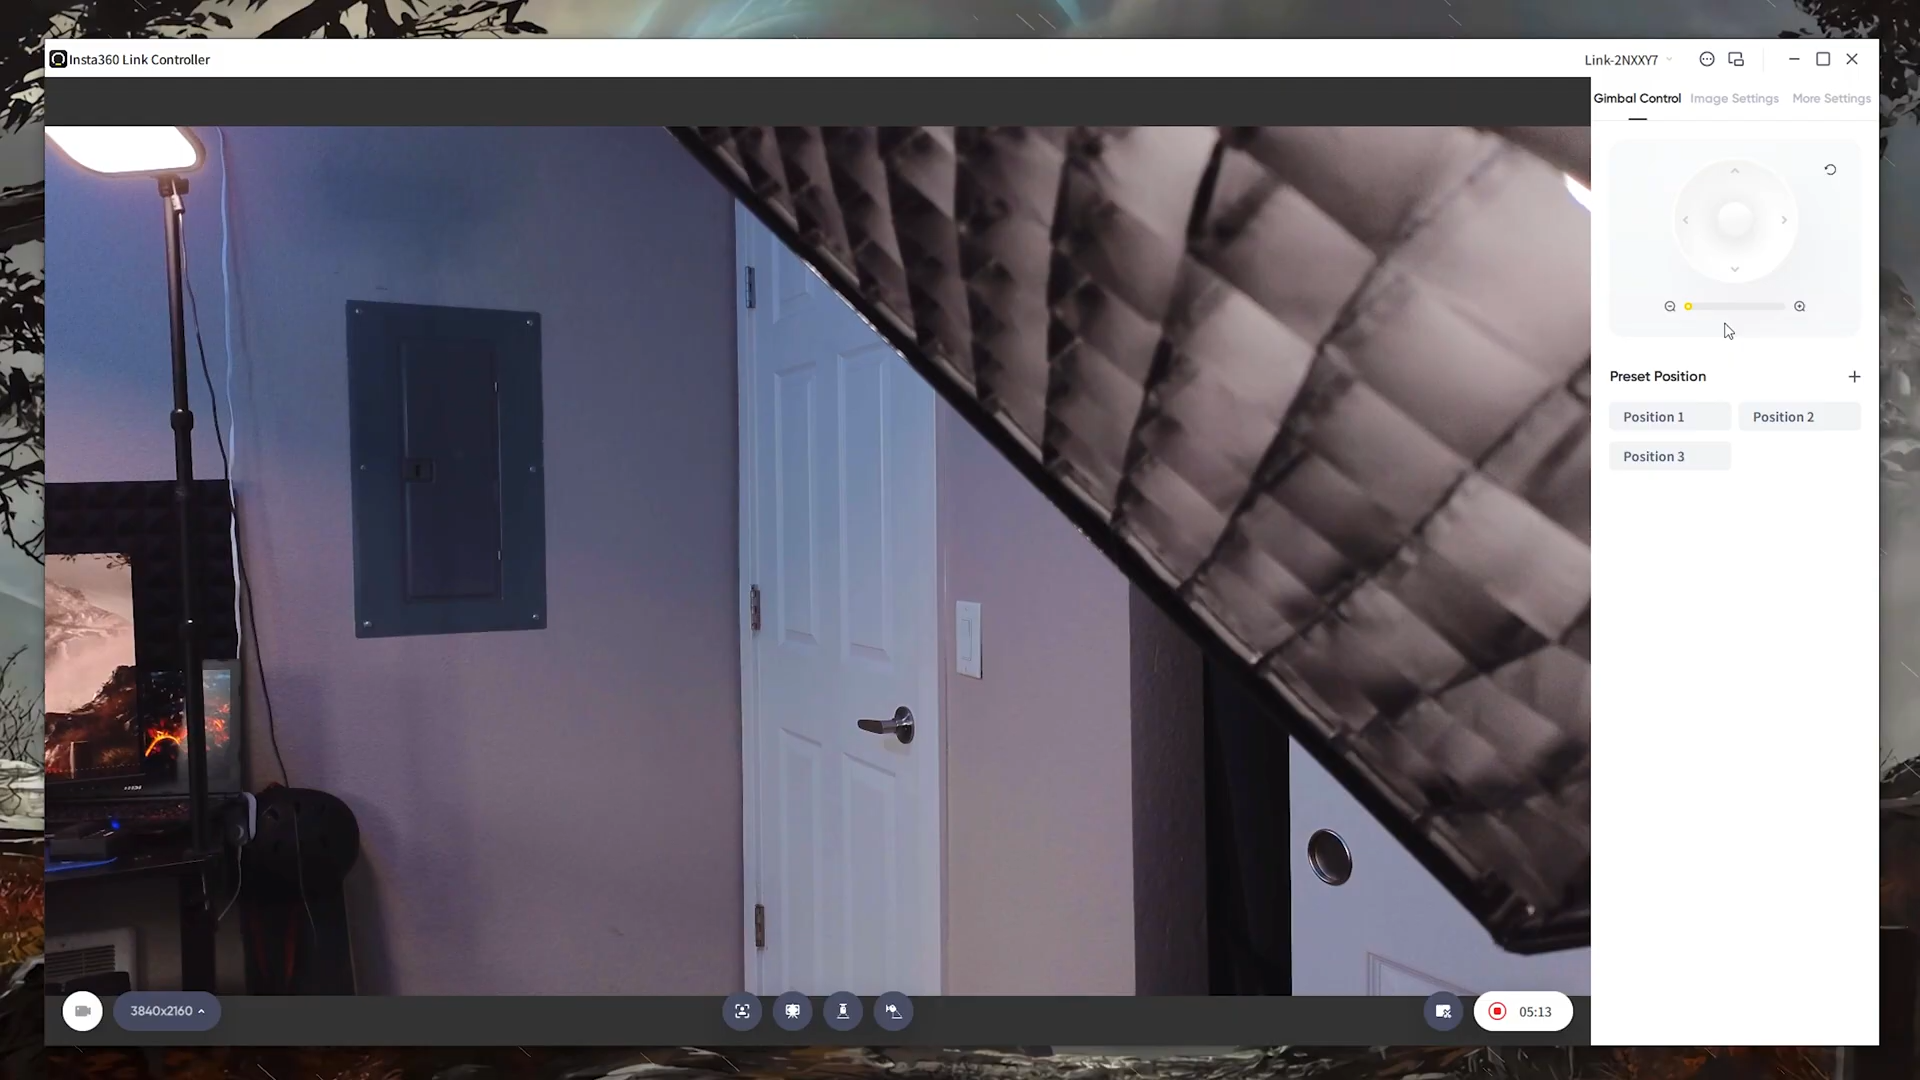 Insta360 Link Controller
Link-2NXXY7
Gimbal Control Image Settings More Settings
Preset Position
Position 1 Position 2
Position 3
3840x2160
05:13